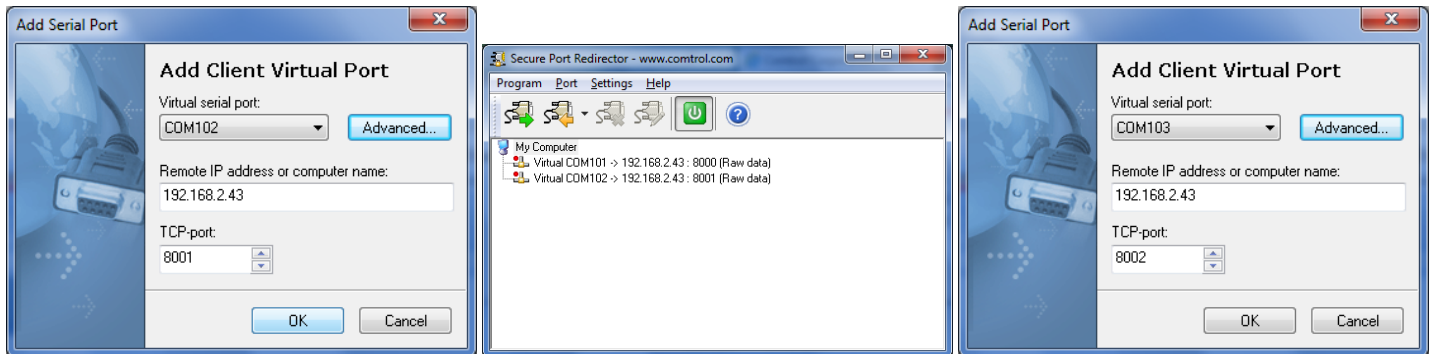 Add Serial Port
Add Client Virtual Port
Virtual serial port:
COM102
Advanced...
Remote IP address or computer name:
192.168.2.43
TCP-port:
8001
OK
Cancel
Secure Port Redirector - www.comtrol.com
Program Port Settings Help
My Computer
Virtual COM101 -> 192.168.2.43 : 8000 (Raw data)
Virtual COM102 -> 192.168.2.43 : 8001 (Raw data)
Add Serial Port
Add Client Virtual Port
Virtual serial port:
COM103
Advanced...
Remote IP address or computer name:
192.168.2.43
TCP-port:
8002
OK
Cancel